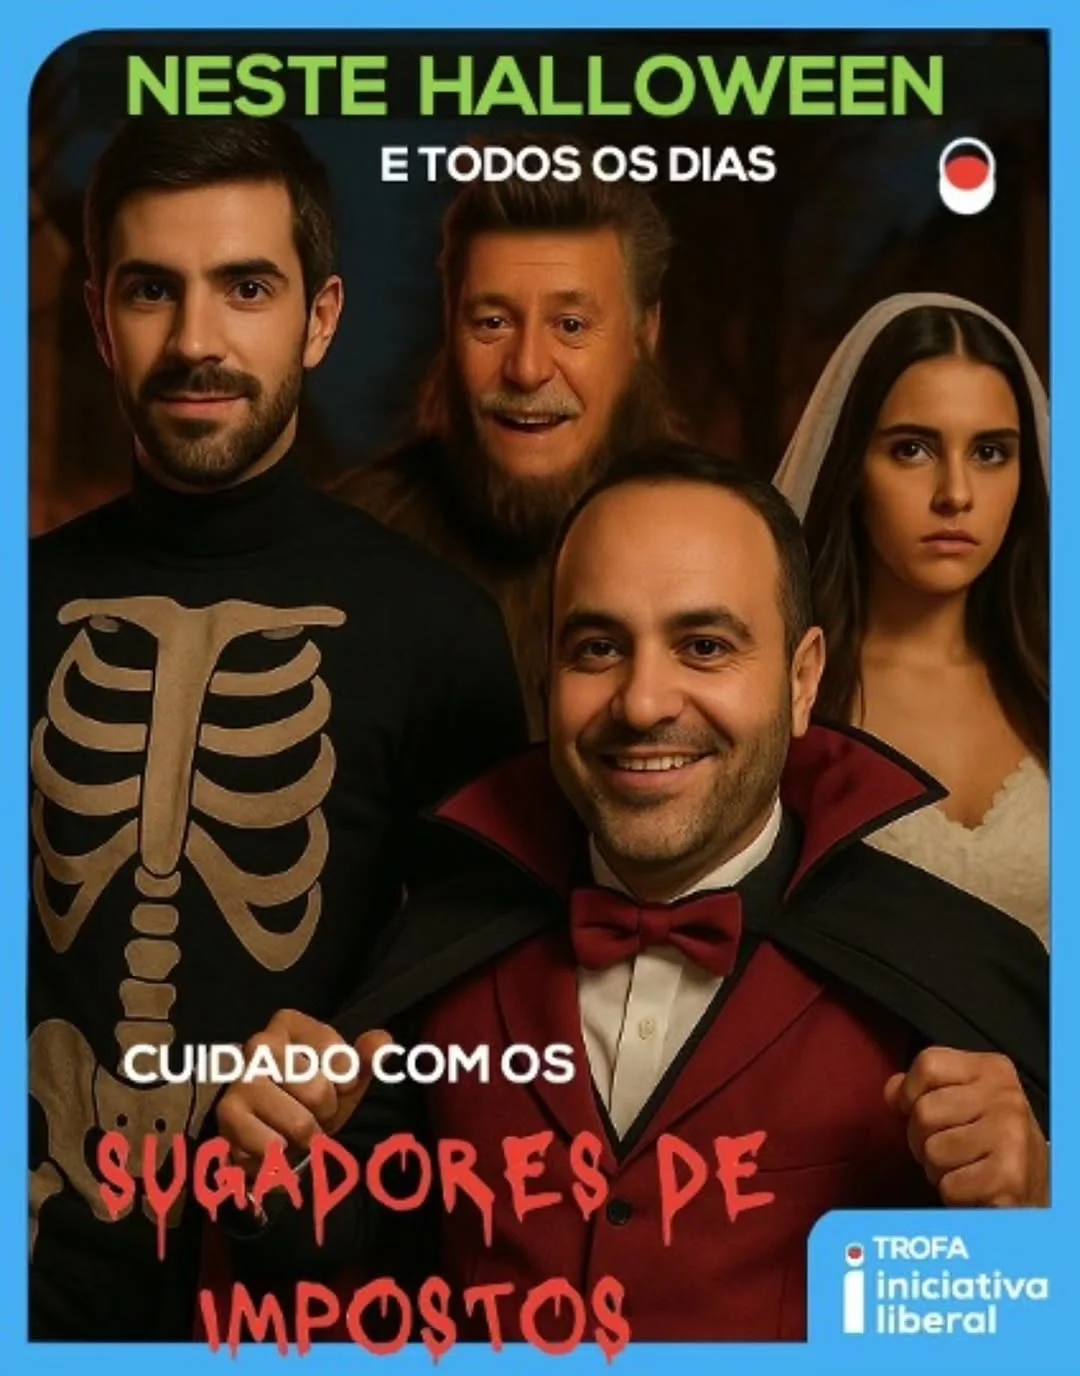 NESTE HALLOWEEN
E TODOS OS DIAS
CUIDADO COM OS
SUGADORES DE
IMPOSTOS
TROFA
iniciativa
liberal